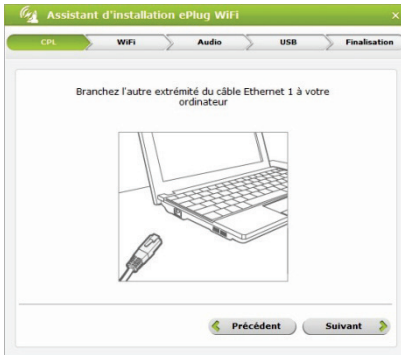 Assistant d'installation ePlug WiFi
CPL
WiFi
Audio
USB
Finalisation
Branchez l'autre extrémité du câble Ethernet 1 à votre
ordinateur
Précédent
Suivant